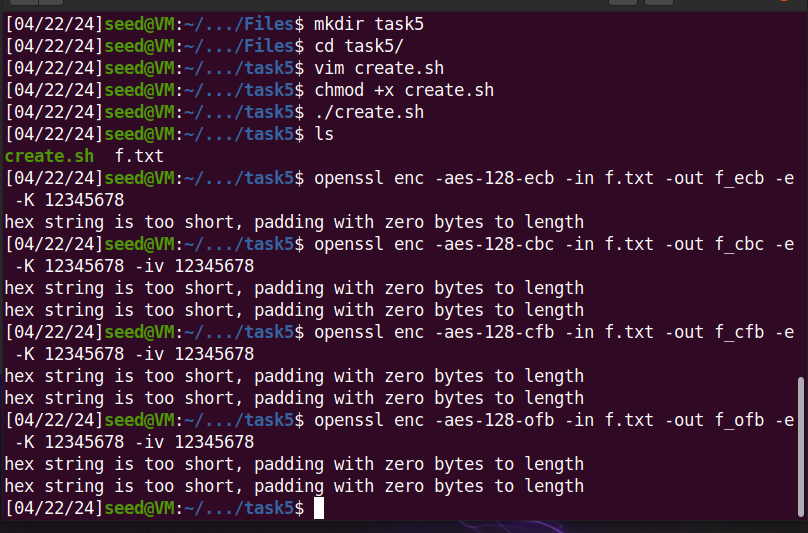 [04/22/24]seed@VM:~/.../Files$ mkdir task5
[04/22/24]seed@VM:~/.../Files$ cd task5/
[04/22/24]seed@VM:~/.../task5$ vim create.sh
[04/22/24]seed@VM:~/.../task5$ chmod +x create.sh
[04/22/24]seed@VM:~/.../task5$ ./create.sh
[04/22/24]seed@VM:~/.../task5$ ls
create.sh  f.txt
[04/22/24]seed@VM:~/.../task5$ openssl enc -aes-128-ecb -in f.txt -out f_ecb -e
 -K 12345678
hex string is too short, padding with zero bytes to length
[04/22/24]seed@VM:~/.../task5$ openssl enc -aes-128-cbc -in f.txt -out f_cbc -e
 -K 12345678 -iv 12345678
hex string is too short, padding with zero bytes to length
hex string is too short, padding with zero bytes to length
[04/22/24]seed@VM:~/.../task5$ openssl enc -aes-128-cfb -in f.txt -out f_cfb -e
 -K 12345678 -iv 12345678
hex string is too short, padding with zero bytes to length
hex string is too short, padding with zero bytes to length
[04/22/24]seed@VM:~/.../task5$ openssl enc -aes-128-ofb -in f.txt -out f_ofb -e
 -K 12345678 -iv 12345678
hex string is too short, padding with zero bytes to length
hex string is too short, padding with zero bytes to length
[04/22/24]seed@VM:~/.../task5$